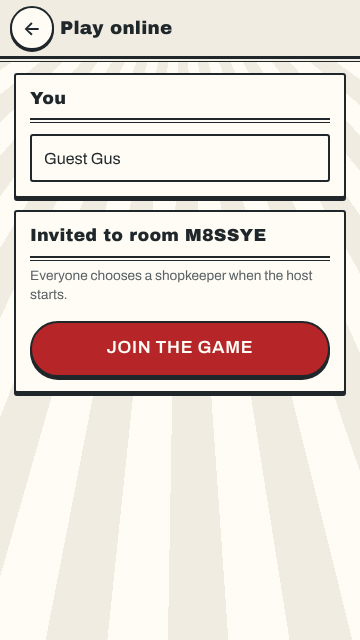 Play online
You
Guest Gus
Invited to room M8SSYE
Everyone chooses a shopkeeper when the host
starts.
JOIN THE GAME